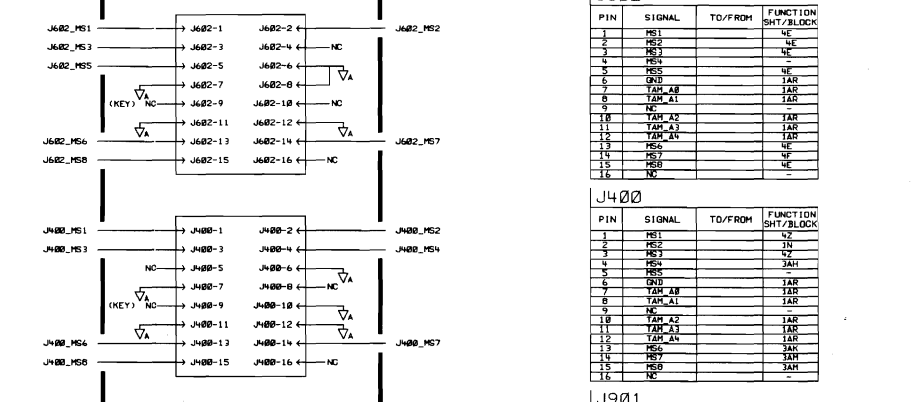 J602_MS1 J602-1 J602-2 J602_MS2
J602_MS3 J602-3 J602-4 NC
J602_MS5 J602-5 J602-6
A
J602-7 J602-8
A
(KEY) NC J602-9 J602-10 NC
J602-11 J602-12
A A
J602_MS6 J602-13 J602-14 J602_MS7
J602_MS8 J602-15 J602-16 NC
J400_MS1 J400-1 J400-2 J400_MS2
J400_MS3 J400-3 J400-4 J400_MS4
NC J400-5 J400-6
A
J400-7 J400-8 NC
A
(KEY) NC J400-9 J400-10
A
J400-11 J400-12
A A
J400_MS6 J400-13 J400-14 J400_MS7
J400_MS8 J400-15 J400-16 NC
PIN SIGNAL TO/FROM FUNCTION SHT/BLOCK
1 MS1 4E
2 MS2 4E
3 MS3 4E
4 MS4 -
5 MS5 4E
6 GND 1AR
7 TAM_A0 1AR
8 TAM_A1 1AR
9 NC -
10 TAM_A2 1AR
11 TAM_A3 1AR
12 TAM_A4 1AR
13 MS6 4E
14 MS7 4F
15 MS8 4E
16 NC -
J400
PIN SIGNAL TO/FROM FUNCTION SHT/BLOCK
1 MS1 4Z
2 MS2 1N
3 MS3 4Z
4 MS4 3AH
5 MS5 -
6 GND 1AR
7 TAM_A0 1AR
8 TAM_A1 1AR
9 NC -
10 TAM_A2 1AR
11 TAM_A3 1AR
12 TAM_A4 1AR
13 MS6 3AK
14 MS7 3AM
15 MS8 3AM
16 NC -
J901